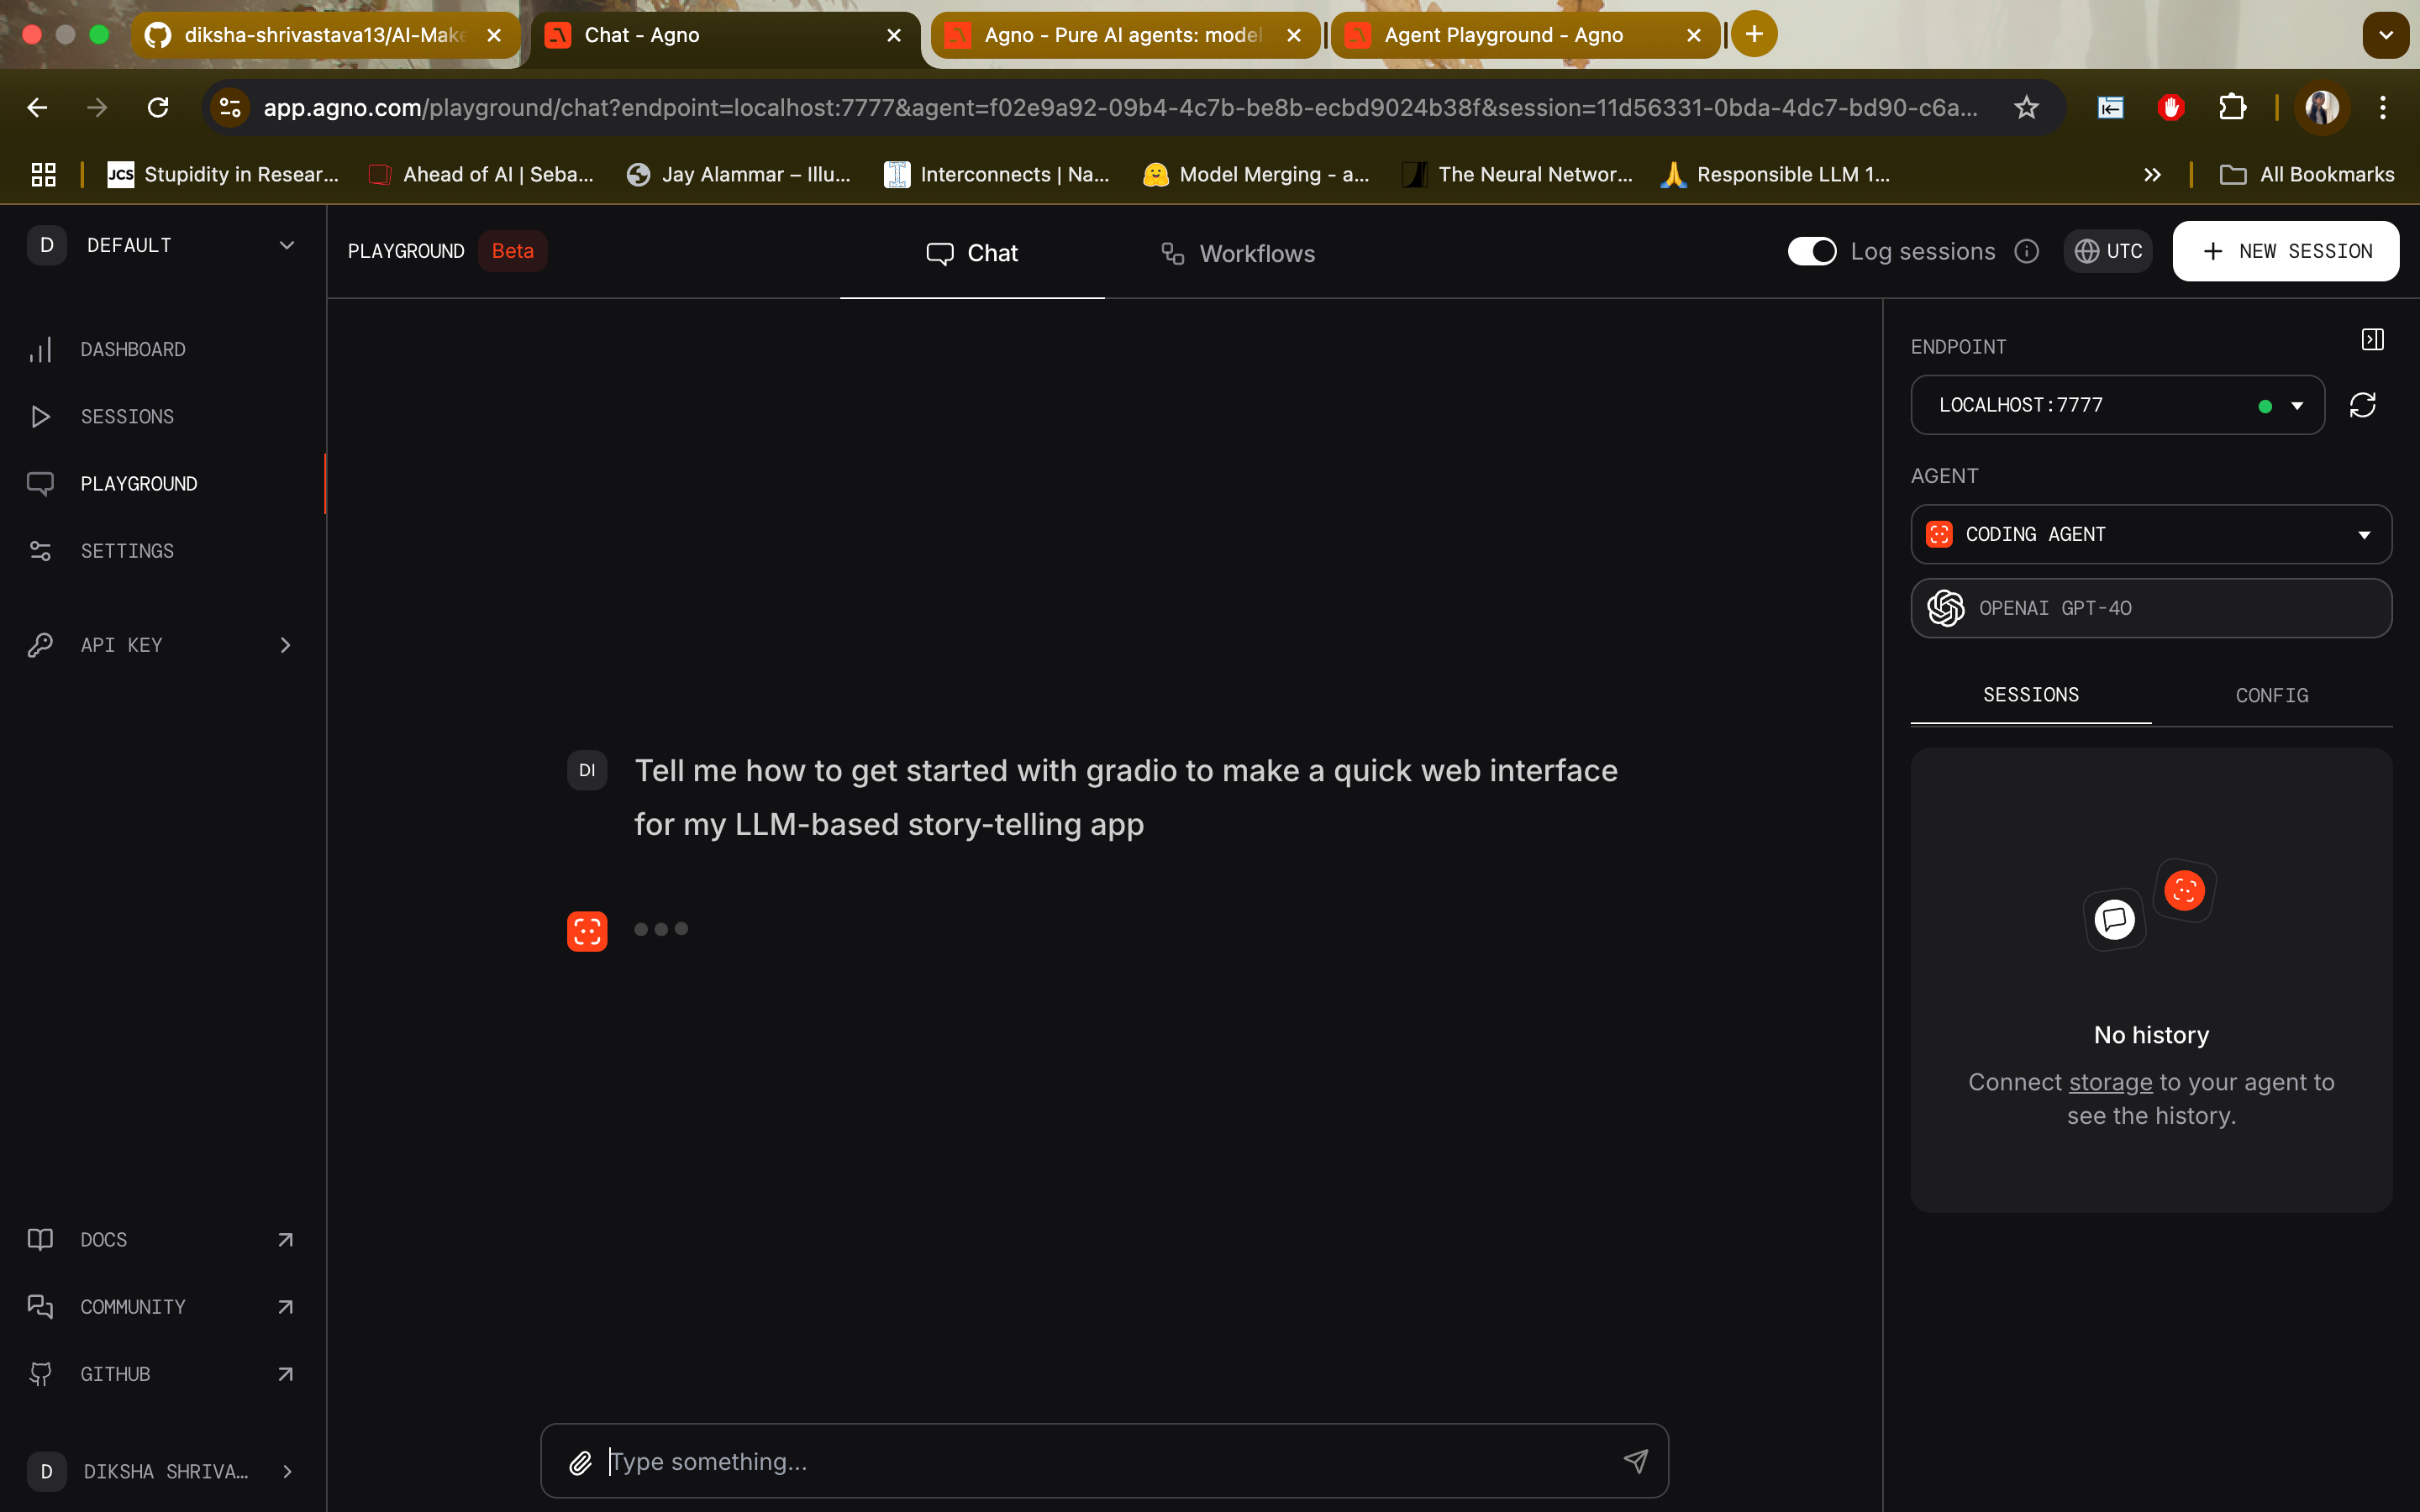 diksha-shrivastava13/AI-Make
Chat - Agno
Agno - Pure AI agents: model
Agent Playground - Agno
app.agno.com/playground/chat?endpoint=localhost:7777&agent=f02e9a92-09b4-4c7b-be8b-ecbd9024b38f&session=11d56331-0bda-4dc7-bd90-c6a...
JCS Stupidity in Resear...
Ahead of AI | Seba...
Jay Alammar – Illu...
Interconnects | Na...
Model Merging - a...
The Neural Networ...
Responsible LLM 1...
All Bookmarks
D DEFAULT
PLAYGROUND Beta
Chat
Workflows
Log sessions
UTC
NEW SESSION
DASHBOARD
SESSIONS
PLAYGROUND
SETTINGS
API KEY
DI Tell me how to get started with gradio to make a quick web interface
for my LLM-based story-telling app
Type something...
ENDPOINT
LOCALHOST:7777
AGENT
CODING AGENT
OPENAI GPT-4O
SESSIONS
CONFIG
No history
Connect storage to your agent to
see the history.
DOCS
COMMUNITY
GITHUB
D DIKSHA SHRIVA...